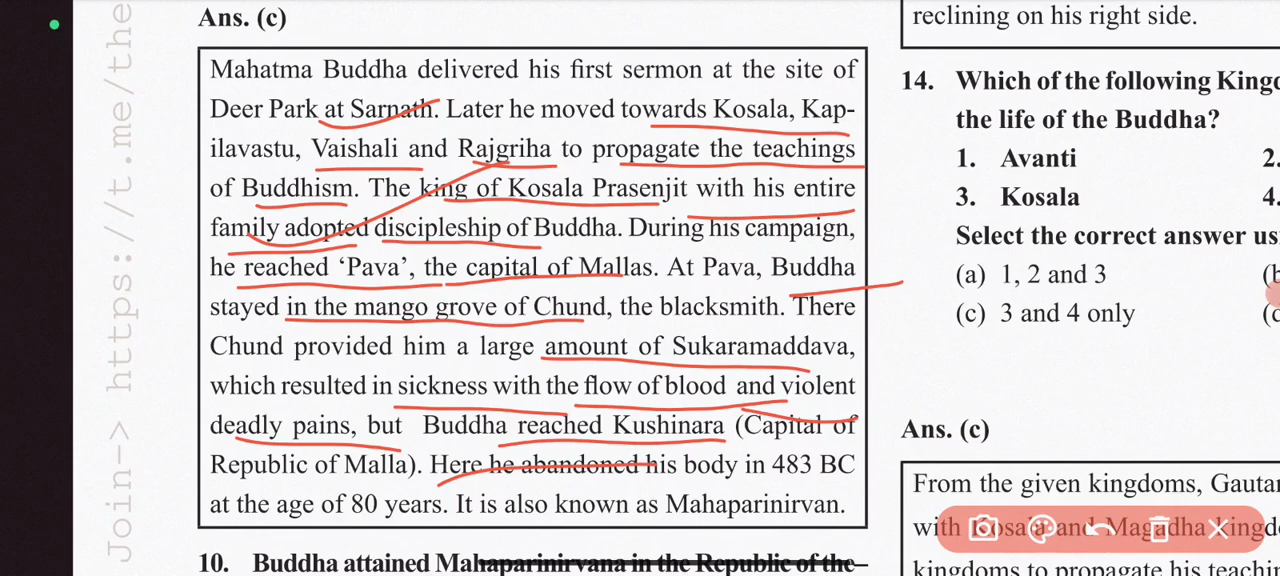 Ans. (c)
Mahatma Buddha delivered his first sermon at the site of
Deer Park at Sarnath. Later he moved towards Kosala, Kap-
ilavastu, Vaishali and Rajgriha to propagate the teachings
of Buddhism. The king of Kosala Prasenjit with his entire
family adopted discipleship of Buddha. During his campaign,
he reached ‘Pava’, the capital of Mallas. At Pava, Buddha
stayed in the mango grove of Chund, the blacksmith. There
Chund provided him a large amount of Sukaramaddava,
which resulted in sickness with the flow of blood and violent
deadly pains, but Buddha reached Kushinara (Capital of
Republic of Malla). Here he abandoned his body in 483 BC
at the age of 80 years. It is also known as Mahaparinirvan.
10. Buddha attained Mahaparinirvana in the Republic of the
reclining on his right side.
14. Which of the following Kingd
the life of the Buddha?
1. Avanti 2.
3. Kosala 4.
Select the correct answer us
(a) 1, 2 and 3 (b
(c) 3 and 4 only (d
Ans. (c)
From the given kingdoms, Gautam
with Kosala and Magadha kingd
kingdoms to propagate his teachin
Join-> https://t.me/the